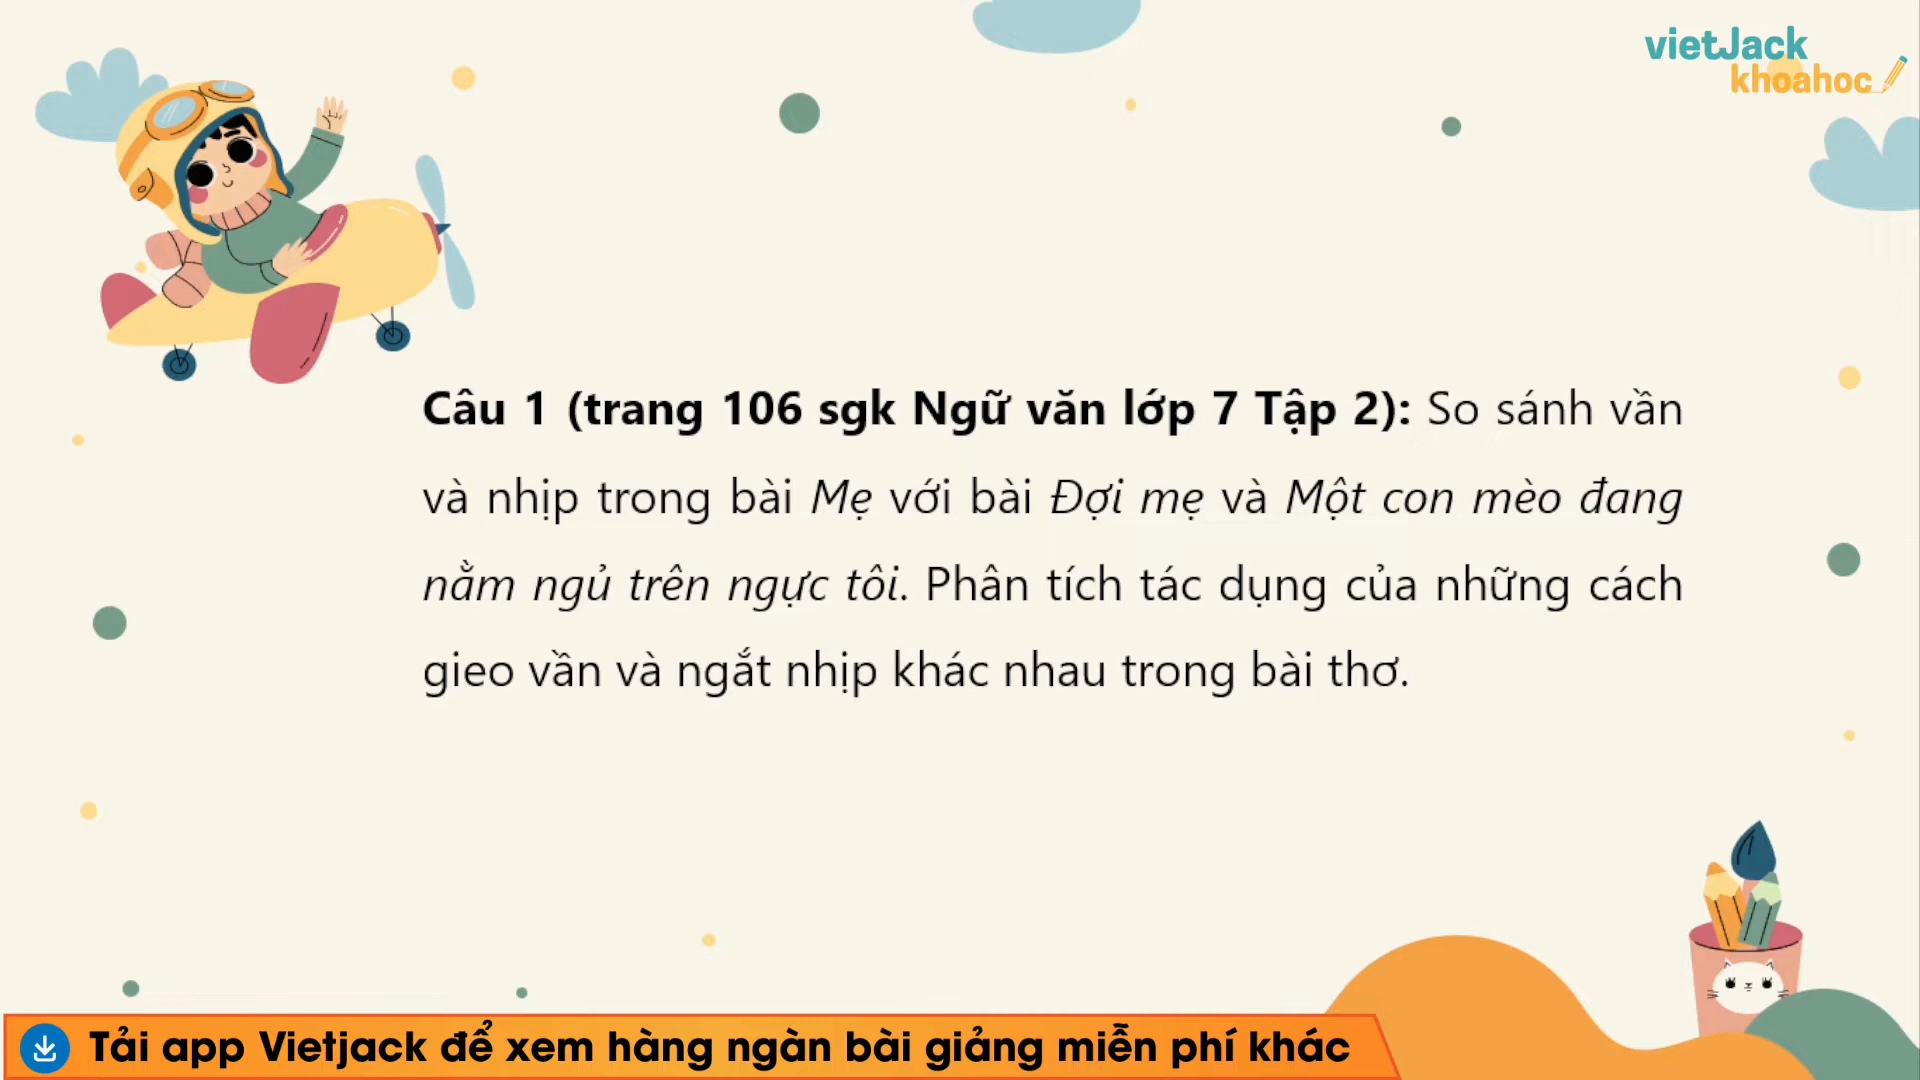 vietJack
khoahoc
Câu 1 (trang 106 sgk Ngữ văn lớp 7 Tập 2): So sánh vần
và nhịp trong bài Mẹ với bài Đợi mẹ và Một con mèo đang
nằm ngủ trên ngực tôi. Phân tích tác dụng của những cách
gieo vần và ngắt nhịp khác nhau trong bài thơ.
Tải app Vietjack để xem hàng ngàn bài giảng miễn phí khác